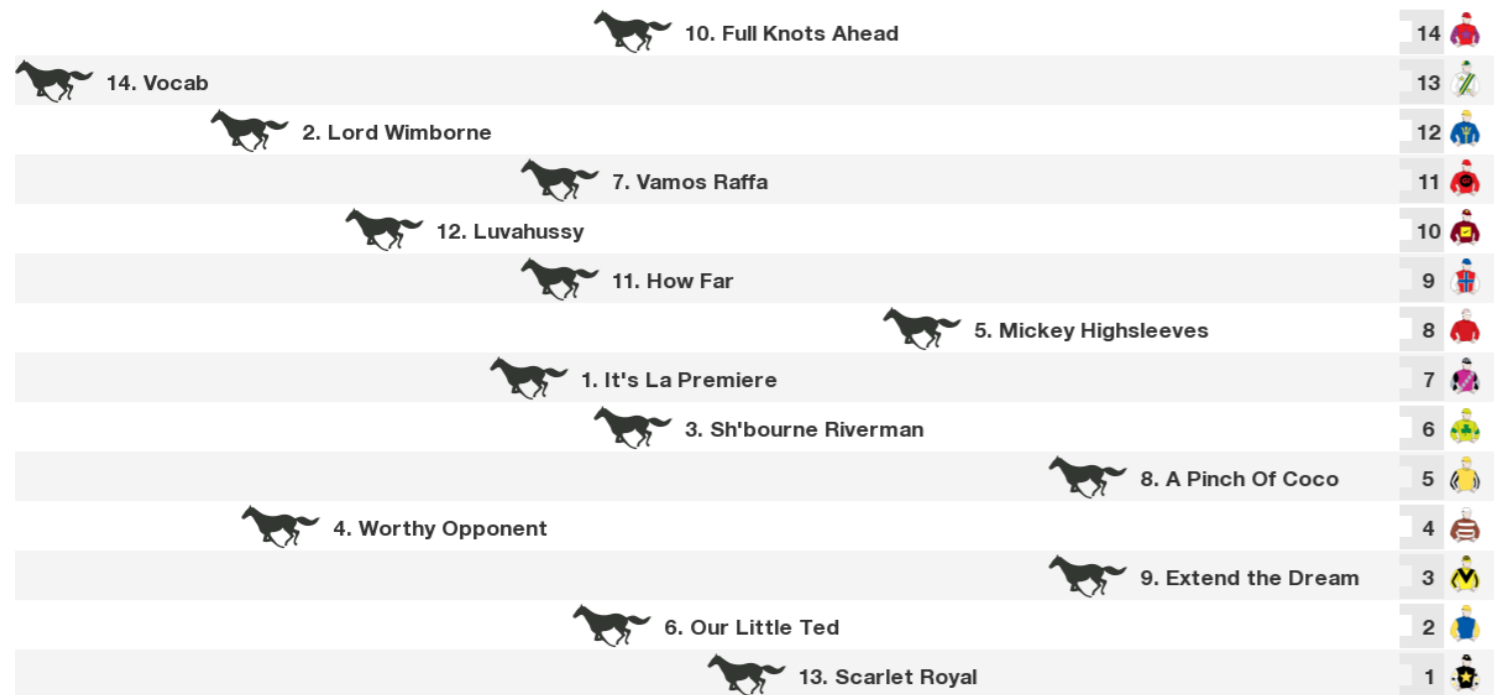 10. Full Knots Ahead 14
14. Vocab 13
2. Lord Wimborne 12
7. Vamos Raffa 11
12. Luvahussy 10
11. How Far 9
5. Mickey Highsleeves 8
1. It's La Premiere 7
3. Sh'bourne Riverman 6
8. A Pinch Of Coco 5
4. Worthy Opponent 4
9. Extend the Dream 3
6. Our Little Ted 2
13. Scarlet Royal 1